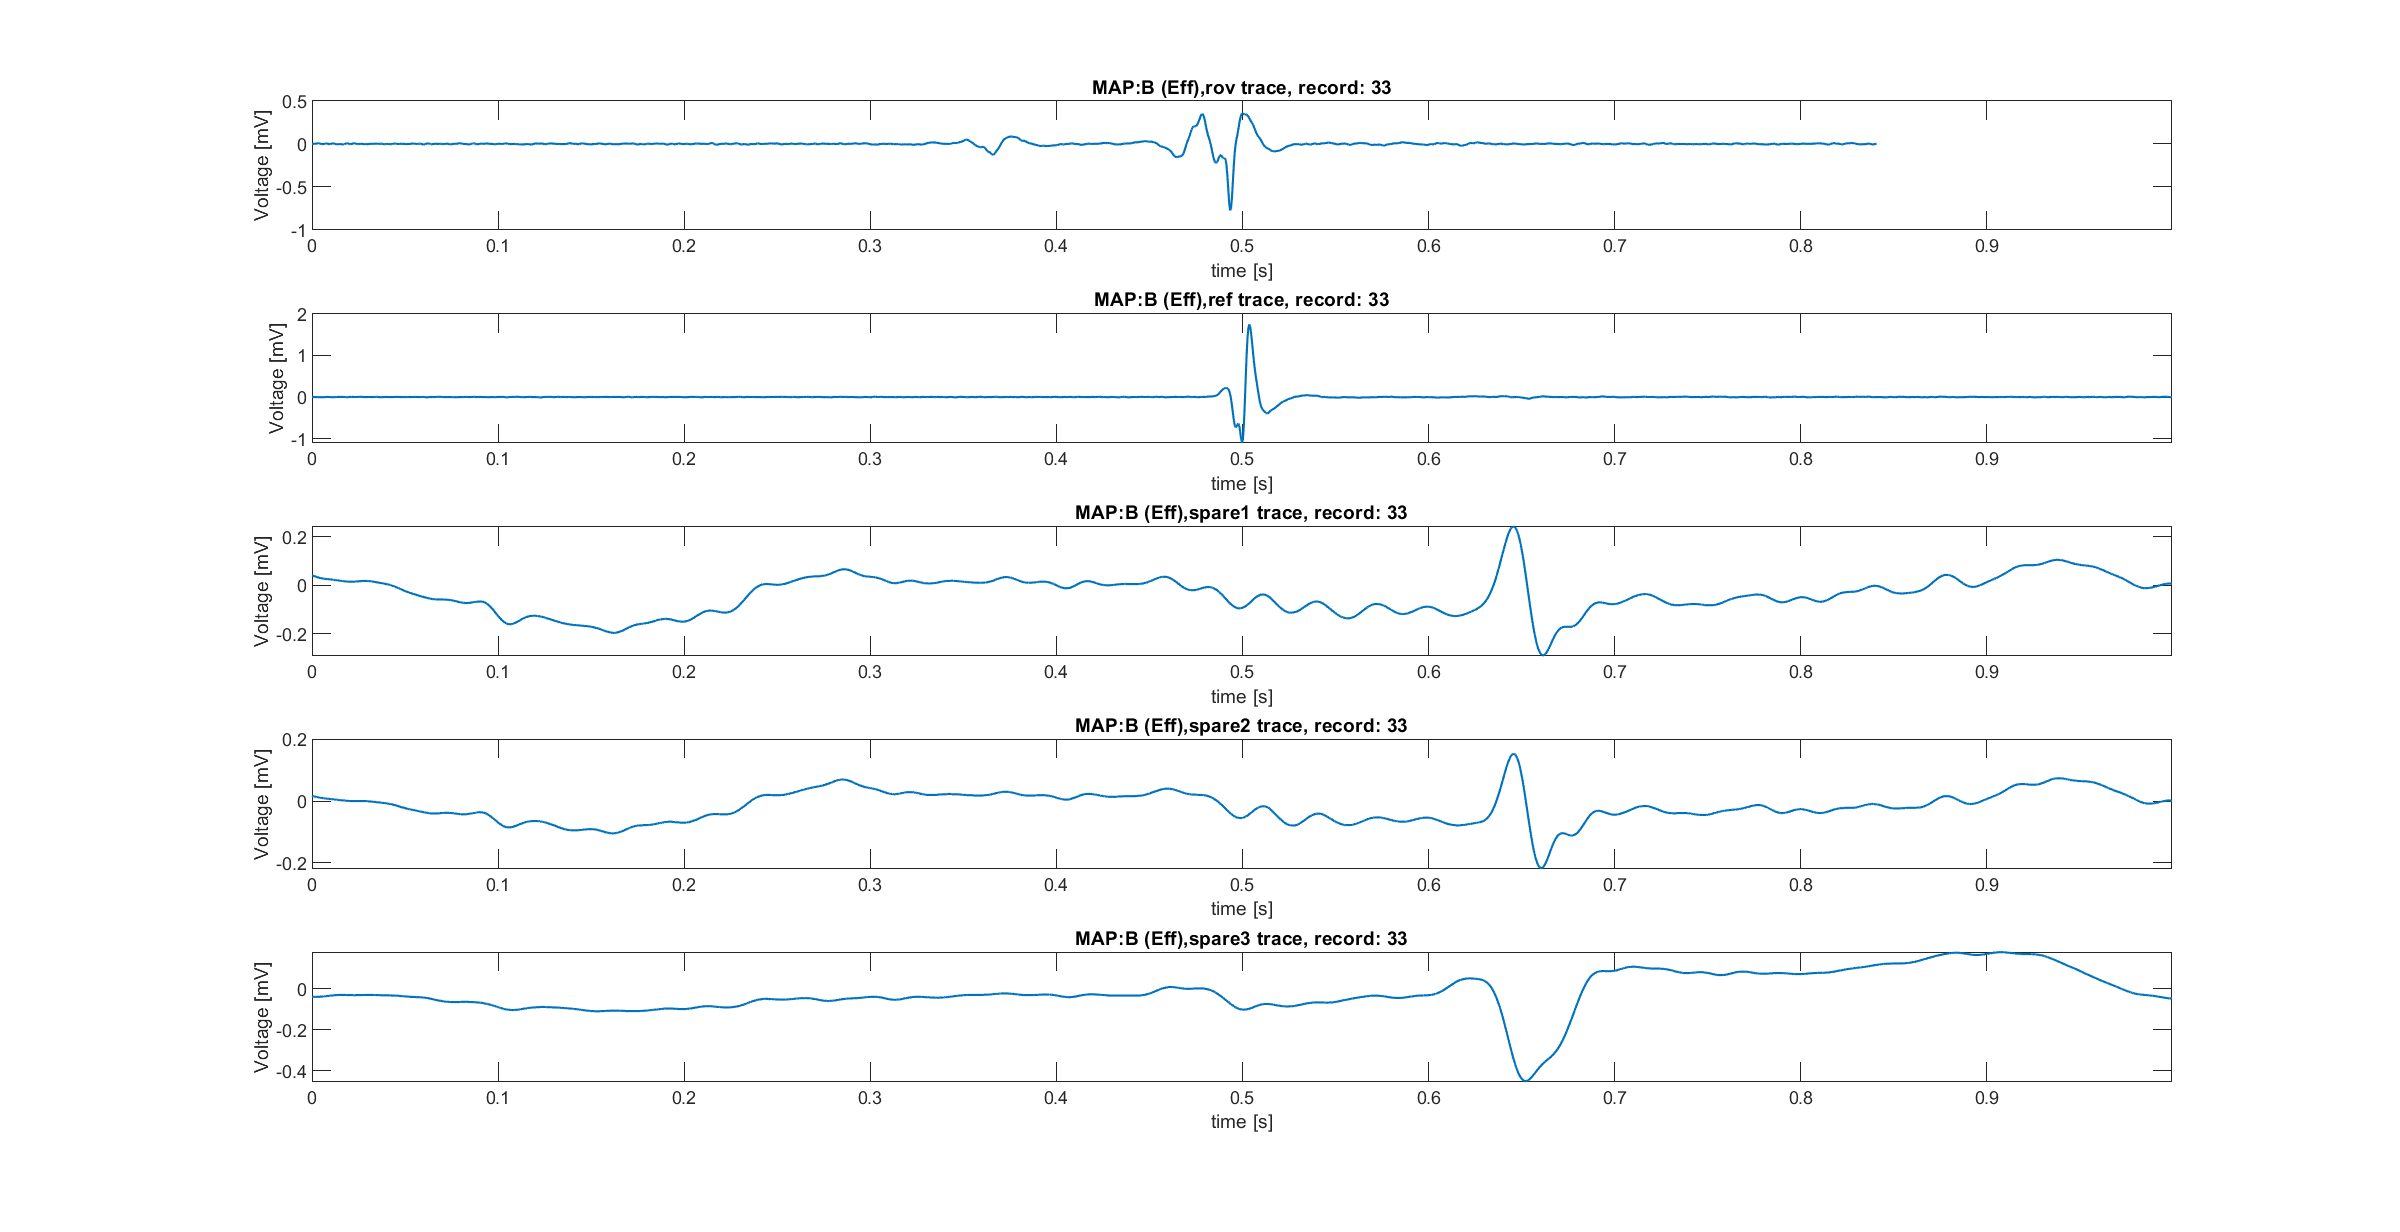 MAP:B (Eff),rov trace, record: 33
Voltage [mV]
0.5
0
-0.5
-1
0 0.1 0.2 0.3 0.4 0.5 0.6 0.7 0.8 0.9
time [s]
MAP:B (Eff),ref trace, record: 33
Voltage [mV]
2
1
0
-1
0 0.1 0.2 0.3 0.4 0.5 0.6 0.7 0.8 0.9
time [s]
MAP:B (Eff),spare1 trace, record: 33
Voltage [mV]
0.2
0
-0.2
0 0.1 0.2 0.3 0.4 0.5 0.6 0.7 0.8 0.9
time [s]
MAP:B (Eff),spare2 trace, record: 33
Voltage [mV]
0.2
0
-0.2
0 0.1 0.2 0.3 0.4 0.5 0.6 0.7 0.8 0.9
time [s]
MAP:B (Eff),spare3 trace, record: 33
Voltage [mV]
0
-0.2
-0.4
0 0.1 0.2 0.3 0.4 0.5 0.6 0.7 0.8 0.9
time [s]